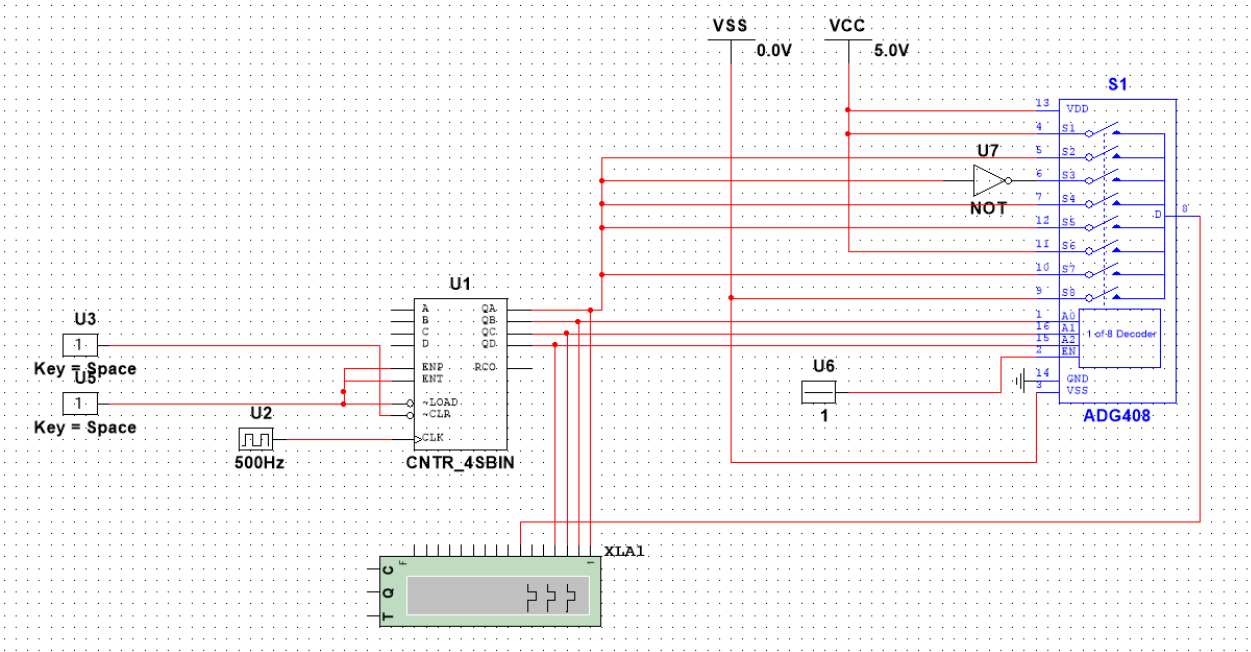 VSS
0.0V
VCC
5.0V
S1
13 VDD
4 S1
5 S2
U7
6 S3
NOT
7 S4
12 S5
D 8
11 S6
10 S7
9 S8
1 A0
16 A1
15 A2
2 EN
1 of 8 Decoder
14 GND
3 VSS
ADG408
U6
1
U1
A QA
B QB
C QC
D QD
ENP RCO
ENT
~LOAD
~CLR
CLK
CNTR_4SBIN
U3
1
Key = Space
U5
1
Key = Space
U2
500Hz
XLA1
F 1
C
Q
T